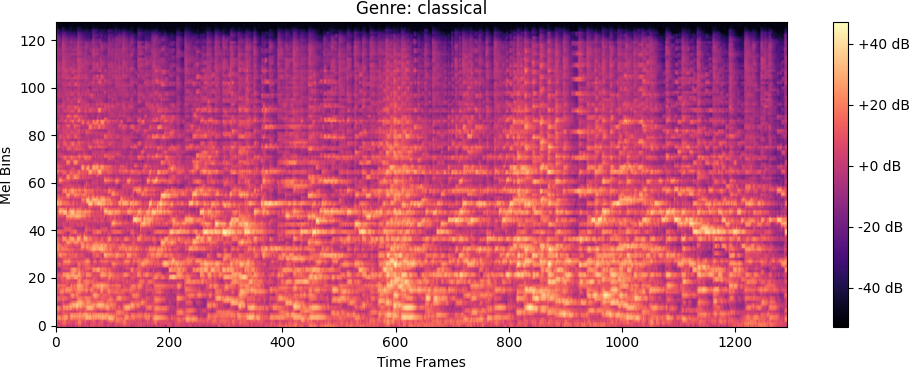 Genre: classical
Mel Bins
120
100
80
60
40
20
0
0 200 400 600 800 1000 1200
Time Frames
+40 dB
+20 dB
+0 dB
-20 dB
-40 dB